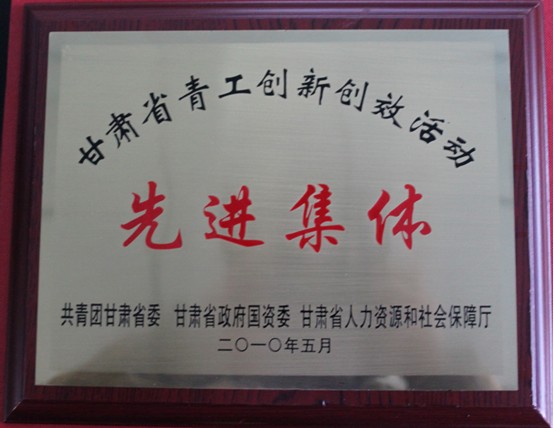 甘肃省青工创新创效活动
先进集体
共青团甘肃省委 甘肃省政府国资委 甘肃省人力资源和社会保障厅
二〇一〇年五月